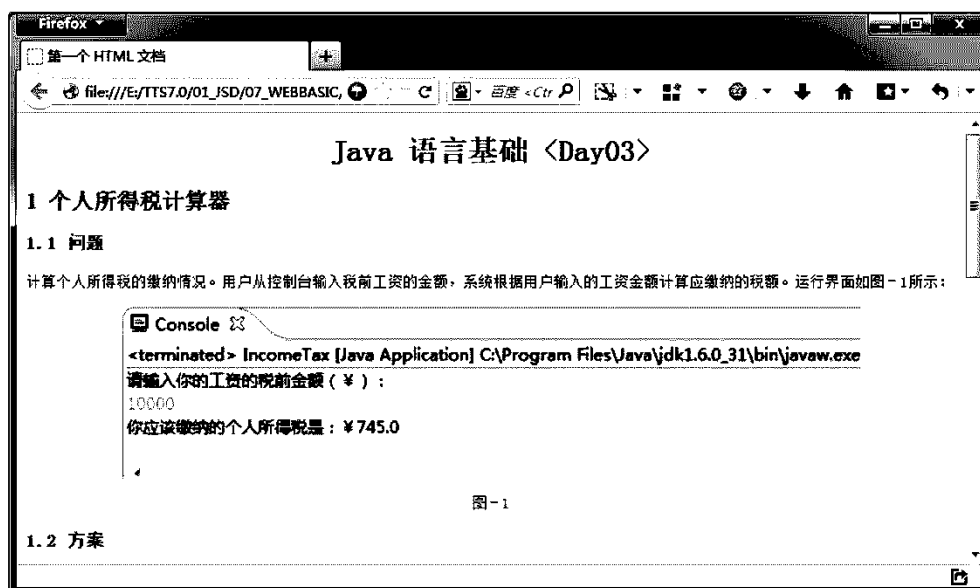 Firefox
第一个 HTML 文档
file:///E:/TTS7.0/01_JSD/07_WEBBASIC,
百度 <Ctr
Java 语言基础 <Day03>
1 个人所得税计算器
1.1 问题
计算个人所得税的缴纳情况。用户从控制台输入税前工资的金额，系统根据用户输入的工资金额计算应缴纳的税额。运行界面如图-1所示：
Console
<terminated> IncomeTax [Java Application] C:\Program Files\Java\jdk1.6.0_31\bin\javaw.exe
请输入你的工资的税前金额（¥）：
10000
你应该缴纳的个人所得税是：¥745.0
图-1
1.2 方案